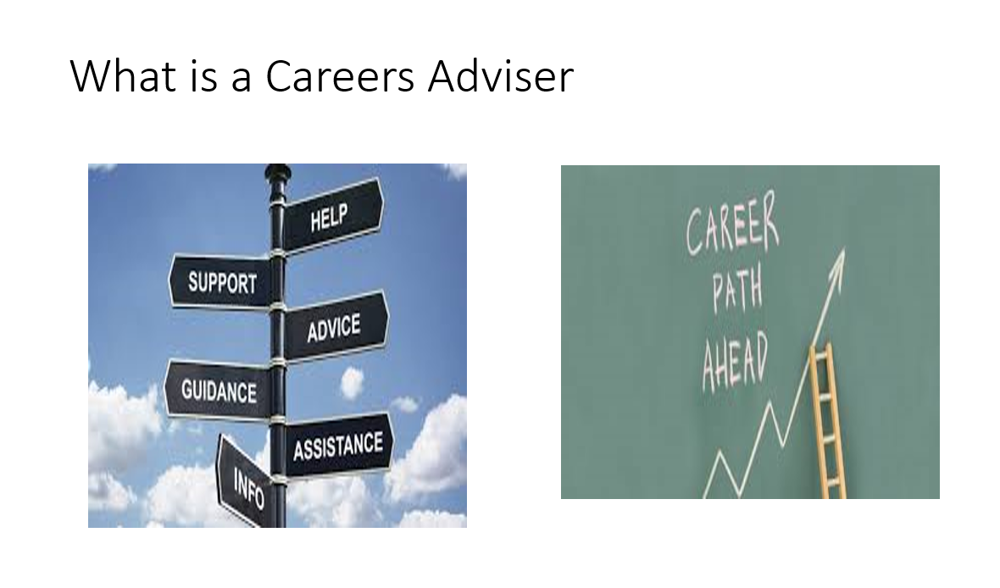 What is a Careers Adviser
HELP
SUPPORT
ADVICE
GUIDANCE
ASSISTANCE
INFO
CAREER
PATH
AHEAD